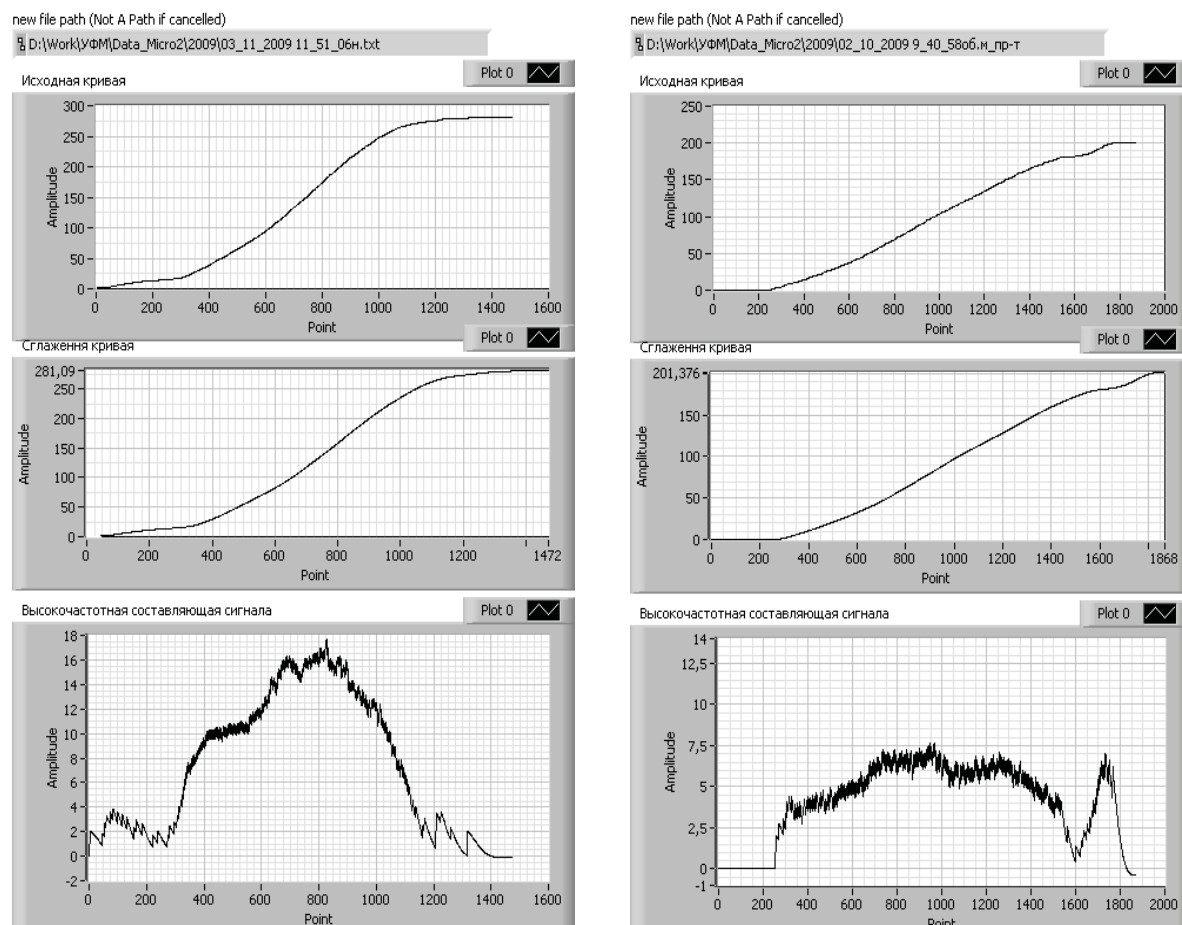 new file path (Not A Path if cancelled)
D:\Work\УФМ\Data_Micro2\2009\03_11_2009 11_51_06н.txt
Исходная кривая
Plot 0
300
250
200
150
100
50
0
Amplitude
0 200 400 600 800 1000 1200 1400 1600
Point
Сглаження кривая
Plot 0
281,09
250
200
150
100
50
0
Amplitude
0 200 400 600 800 1000 1200 1472
Point
Высокочастотная составляющая сигнала
Plot 0
18
16
14
12
10
8
6
4
2
0
-2
Amplitude
0 200 400 600 800 1000 1200 1400 1600
Point
new file path (Not A Path if cancelled)
D:\Work\УФМ\Data_Micro2\2009\02_10_2009 9_40_58об.м_пр-т
Исходная кривая
Plot 0
250
200
150
100
50
0
Amplitude
0 200 400 600 800 1000 1200 1400 1600 1800 2000
Point
Сглаження кривая
Plot 0
201,376
150
100
50
0
Amplitude
0 200 400 600 800 1000 1200 1400 1600 1868
Point
Высокочастотная составляющая сигнала
Plot 0
14
12,5
10
7,5
5
2,5
0
-1
Amplitude
0 200 400 600 800 1000 1200 1400 1600 1800 2000
Point